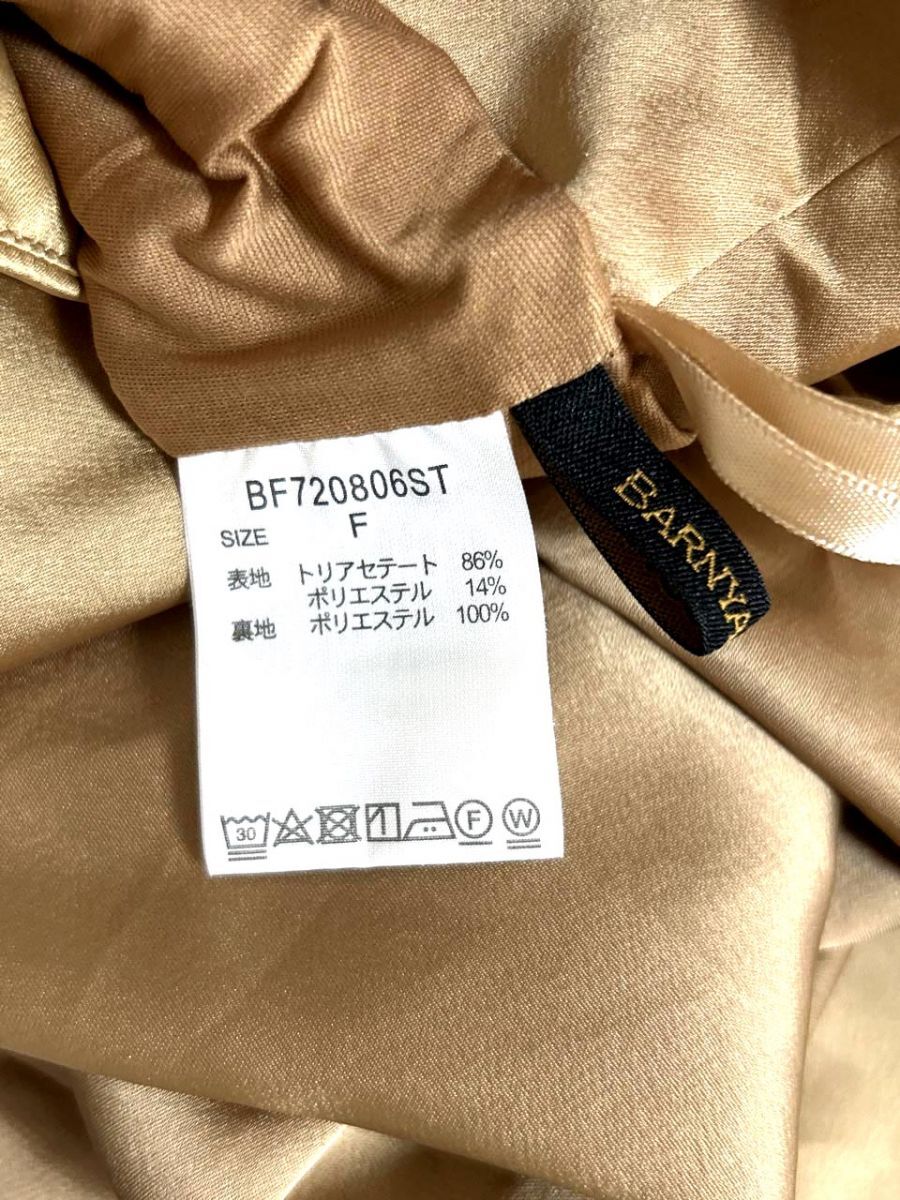 BF720806ST
SIZE F
表地 トリアセテート 86%
ポリエステル 14%
裏地 ポリエステル 100%
30 F W
BARNYA